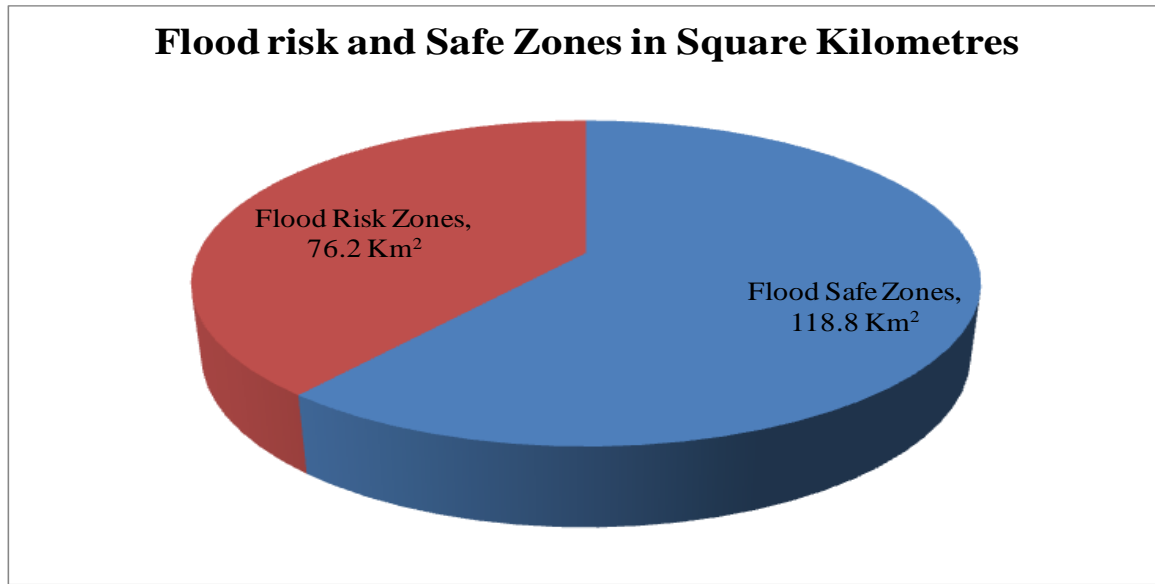 Flood risk and Safe Zones in Square Kilometres
Flood Risk Zones,
76.2 Km²
Flood Safe Zones,
118.8 Km²